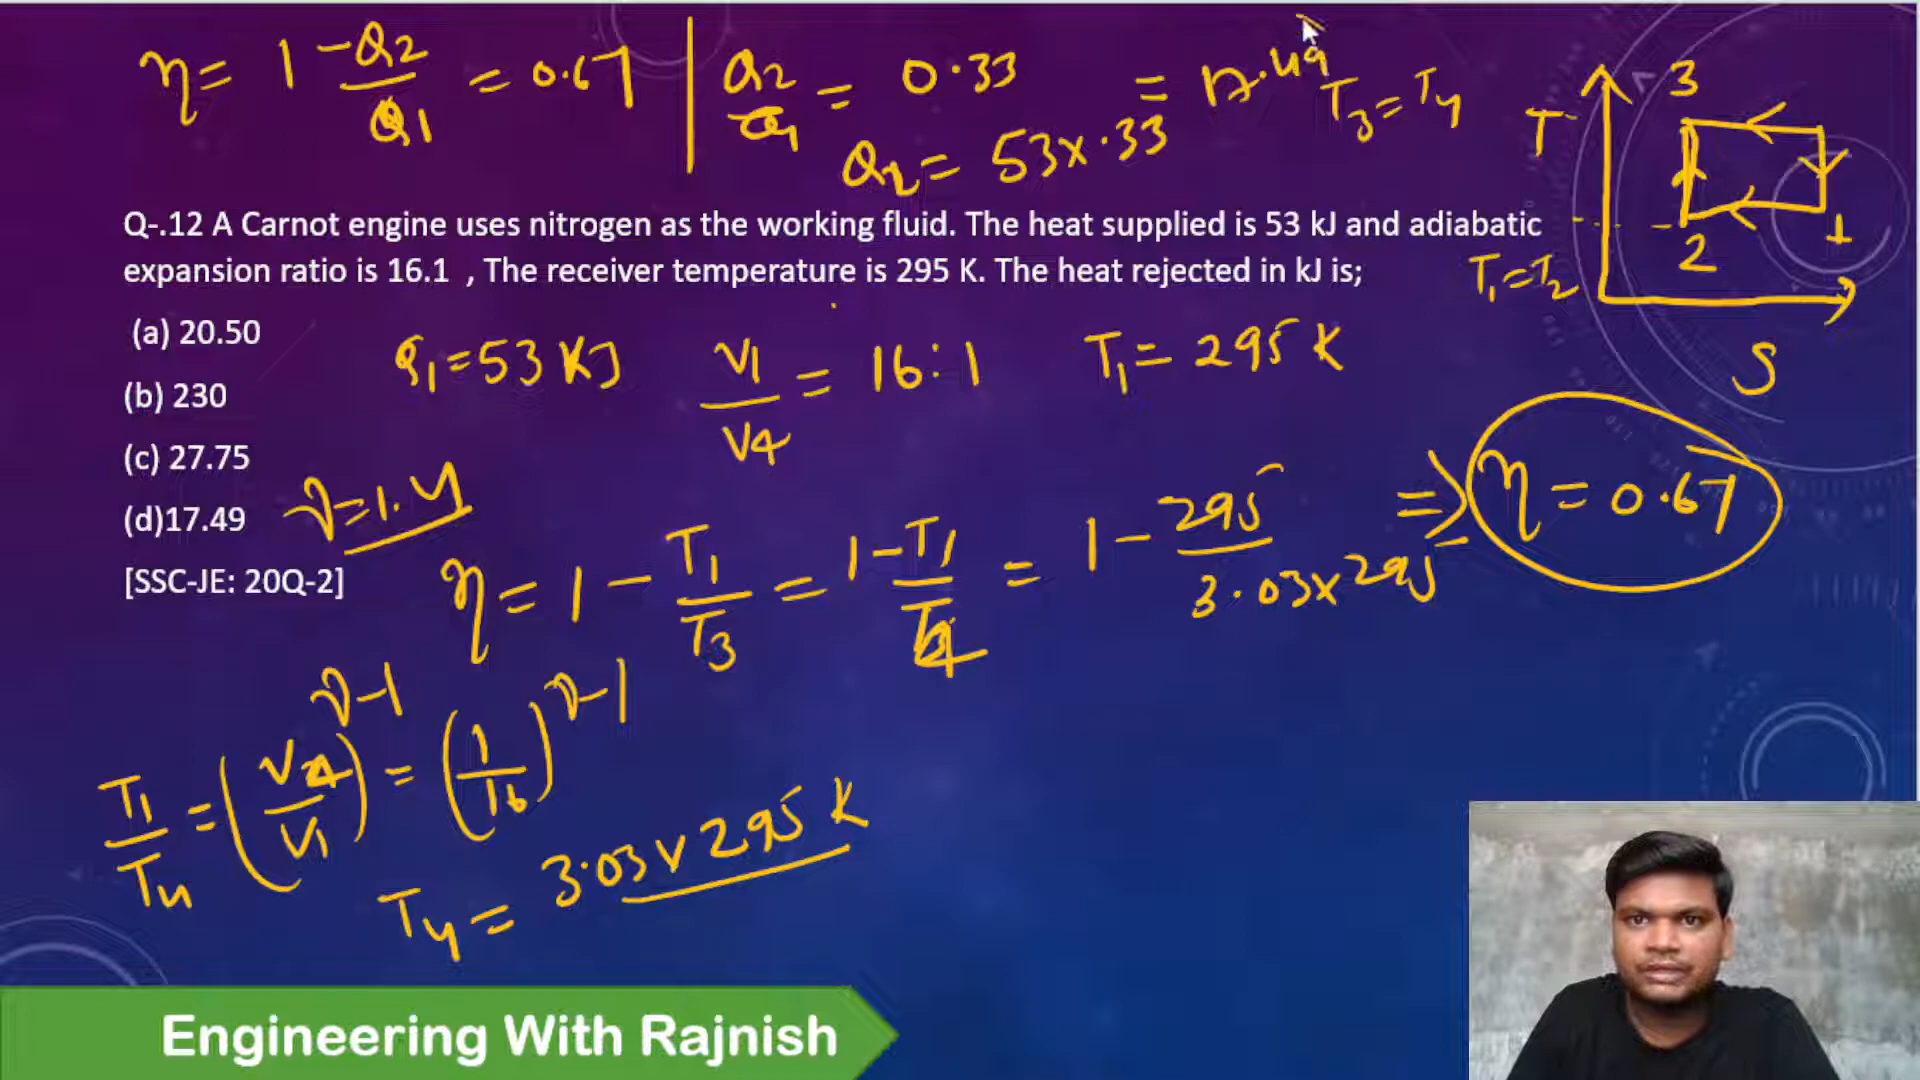 η = 1 - Q2/Q1 = 0.67 | Q2/Q1 = 0.33
Q2 = 53x.33 = 17.49
T3 = T4
T
3
2
1
T1 = T2
S
Q-.12 A Carnot engine uses nitrogen as the working fluid. The heat supplied is 53 kJ and adiabatic
expansion ratio is 16.1 , The receiver temperature is 295 K. The heat rejected in kJ is;
(a) 20.50
(b) 230
(c) 27.75
(d)17.49
[SSC-JE: 20Q-2]
Q1 = 53 KJ
V1/V4 = 16:1
T1 = 295 K
γ = 1.4
η = 1 - T1/T3 = 1 - T1/T4 = 1 - 295/3.03x295 => η = 0.67
T1/T4 = (V4/V1)^γ-1 = (1/16)^γ-1
T4 = 3.03 x 295 K
Engineering With Rajnish